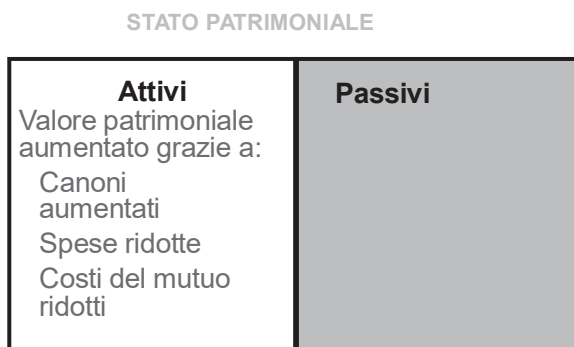 STATO PATRIMONIALE
Attivi
Valore patrimoniale
aumentato grazie a:
Canoni
aumentati
Spese ridotte
Costi del mutuo
ridotti
Passivi